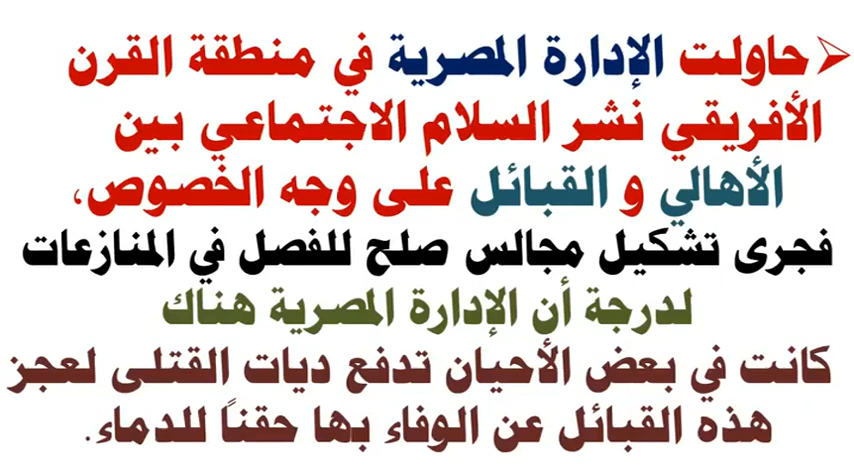 حاولت الإدارة المصرية في منطقة القرن
الأفريقي نشر السلام الاجتماعي بين
الأهالي و القبائل على وجه الخصوص،
فجرى تشكيل مجالس صلح للفصل في المنازعات
لدرجة أن الإدارة المصرية هناك
كانت في بعض الأحيان تدفع ديات القتلى لعجز
هذه القبائل عن الوفاء بها حقناً للدماء.